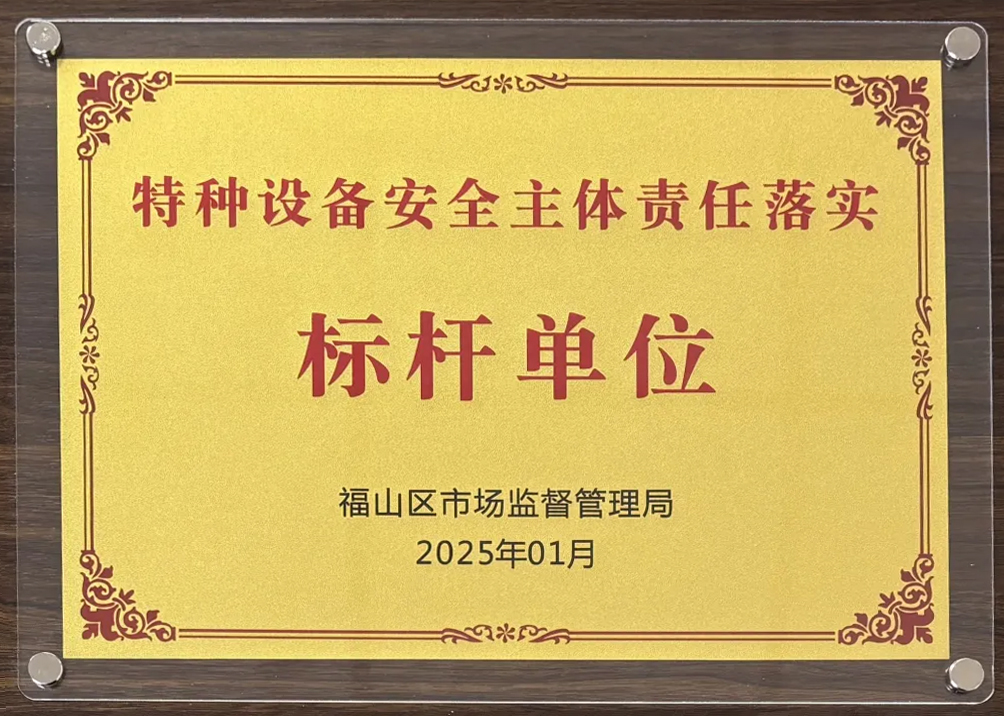 特种设备安全主体责任落实
标杆单位
福山区市场监督管理局
2025年01月